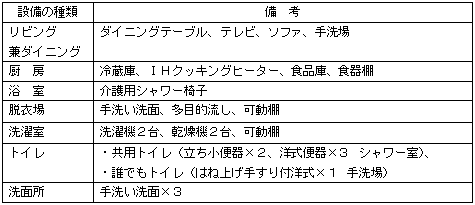 設備の種類 備　考
リビング ダイニングテーブル、テレビ、ソファ、手洗場
兼ダイニング
厨　房 冷蔵庫、ＩＨクッキングヒーター、食品庫、食器棚
浴　室 介護用シャワー椅子
脱衣場 手洗い洗面、多目的流し、可動棚
洗濯室 洗濯機２台、乾燥機２台、可動棚
トイレ ・共用トイレ（立ち小便器×２、洋式便器×３　シャワー室）、
・誰でもトイレ（はね上げ手すり付洋式×１　手洗場）
洗面所 手洗い洗面×３